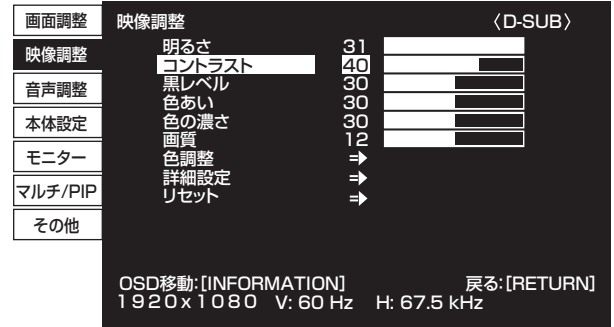 画面調整
映像調整
音声調整
本体設定
モニター
マルチ/PIP
その他
映像調整 〈D-SUB〉
明るさ 31
コントラスト 40
黒レベル 30
色あい 30
色の濃さ 30
画質 12
色調整 ⇒
詳細設定 ⇒
リセット ⇒
OSD移動:[INFORMATION] 戻る:[RETURN]
1920x1080 V: 60 Hz H: 67.5 kHz